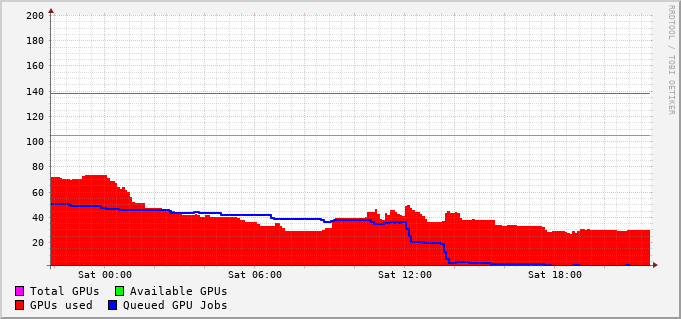 200
180
160
140
120
100
80
60
40
20
Sat 00:00 Sat 06:00 Sat 12:00 Sat 18:00
Total GPUs Available GPUs
GPUs used Queued GPU Jobs
RRDTOOL / TOBI OETIKER